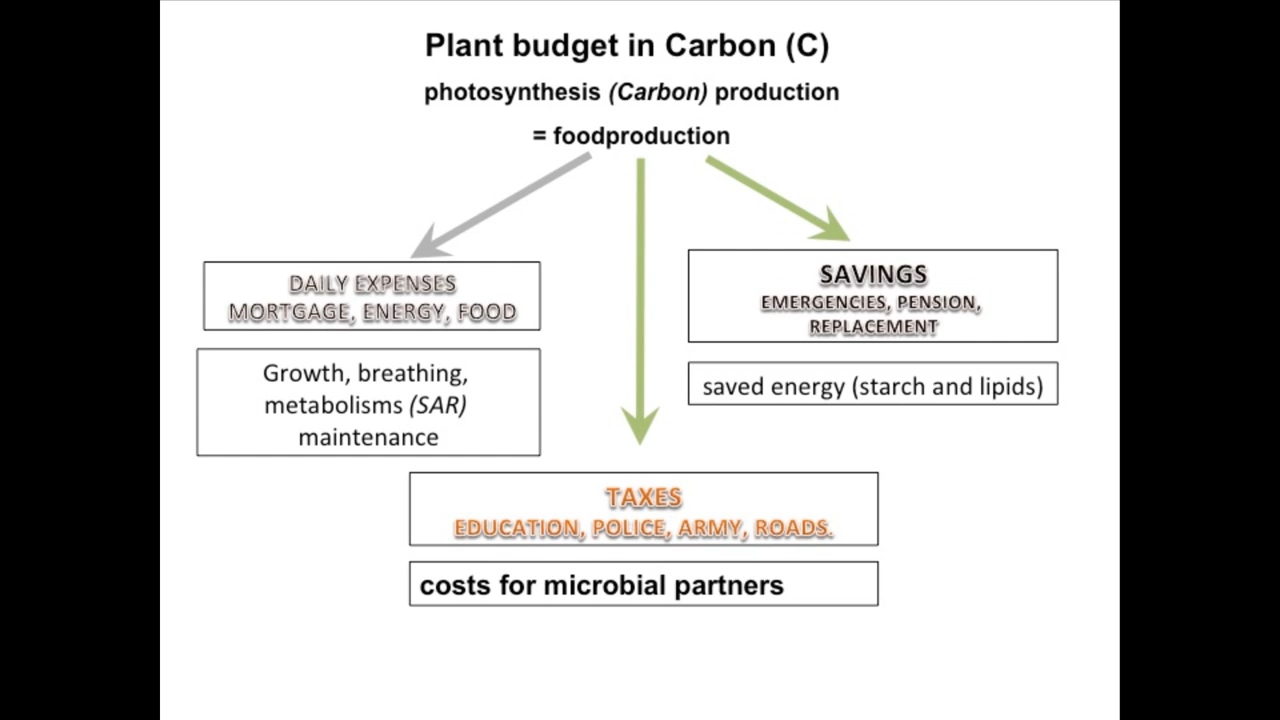 Plant budget in Carbon (C)
photosynthesis (Carbon) production
= foodproduction
DAILY EXPENSES
MORTGAGE, ENERGY, FOOD
Growth, breathing,
metabolisms (SAR)
maintenance
SAVINGS
EMERGENCIES, PENSION,
REPLACEMENT
saved energy (starch and lipids)
TAXES
EDUCATION, POLICE, ARMY, ROADS.
costs for microbial partners